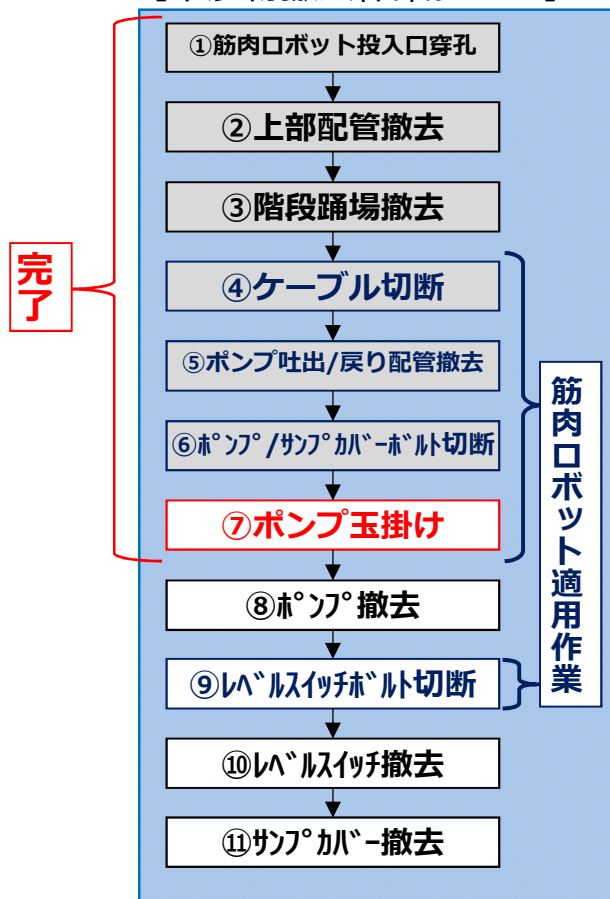 ①筋肉ロボット投入口穿孔
②上部配管撤去
③階段踊場撤去
完了
④ケーブル切断
⑤ポンプ吐出/戻り配管撤去
⑥ﾎﾟﾝﾌﾟ/ｻﾝﾌﾟｶﾊﾞｰﾎﾞﾙﾄ切断
⑦ポンプ玉掛け
筋肉ロボット適用作業
⑧ﾎﾟﾝﾌﾟ撤去
⑨ﾚﾍﾞﾙｽｲｯﾁﾎﾞﾙﾄ切断
⑩ﾚﾍﾞﾙｽｲｯﾁ撤去
⑪ｻﾝﾌﾟｶﾊﾞｰ撤去